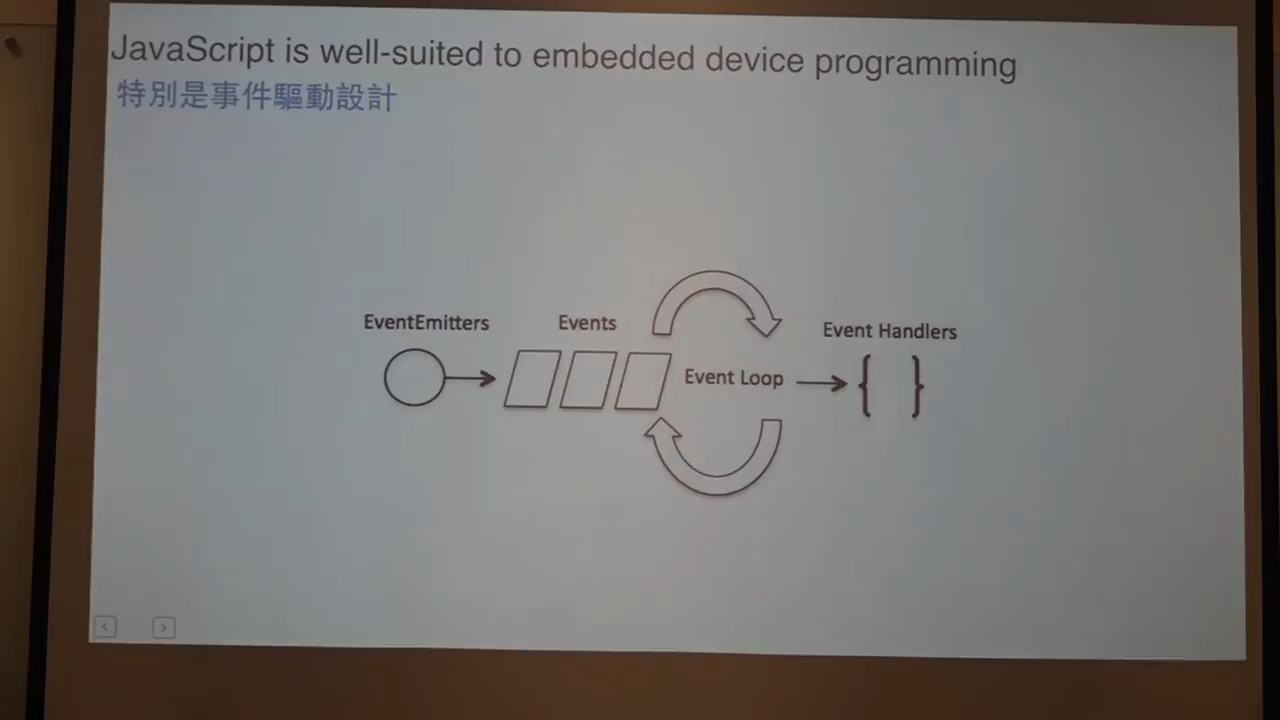 JavaScript is well-suited to embedded device programming
特別是事件驅動設計
EventEmitters
Events
Event Loop
Event Handlers
{ }
< >